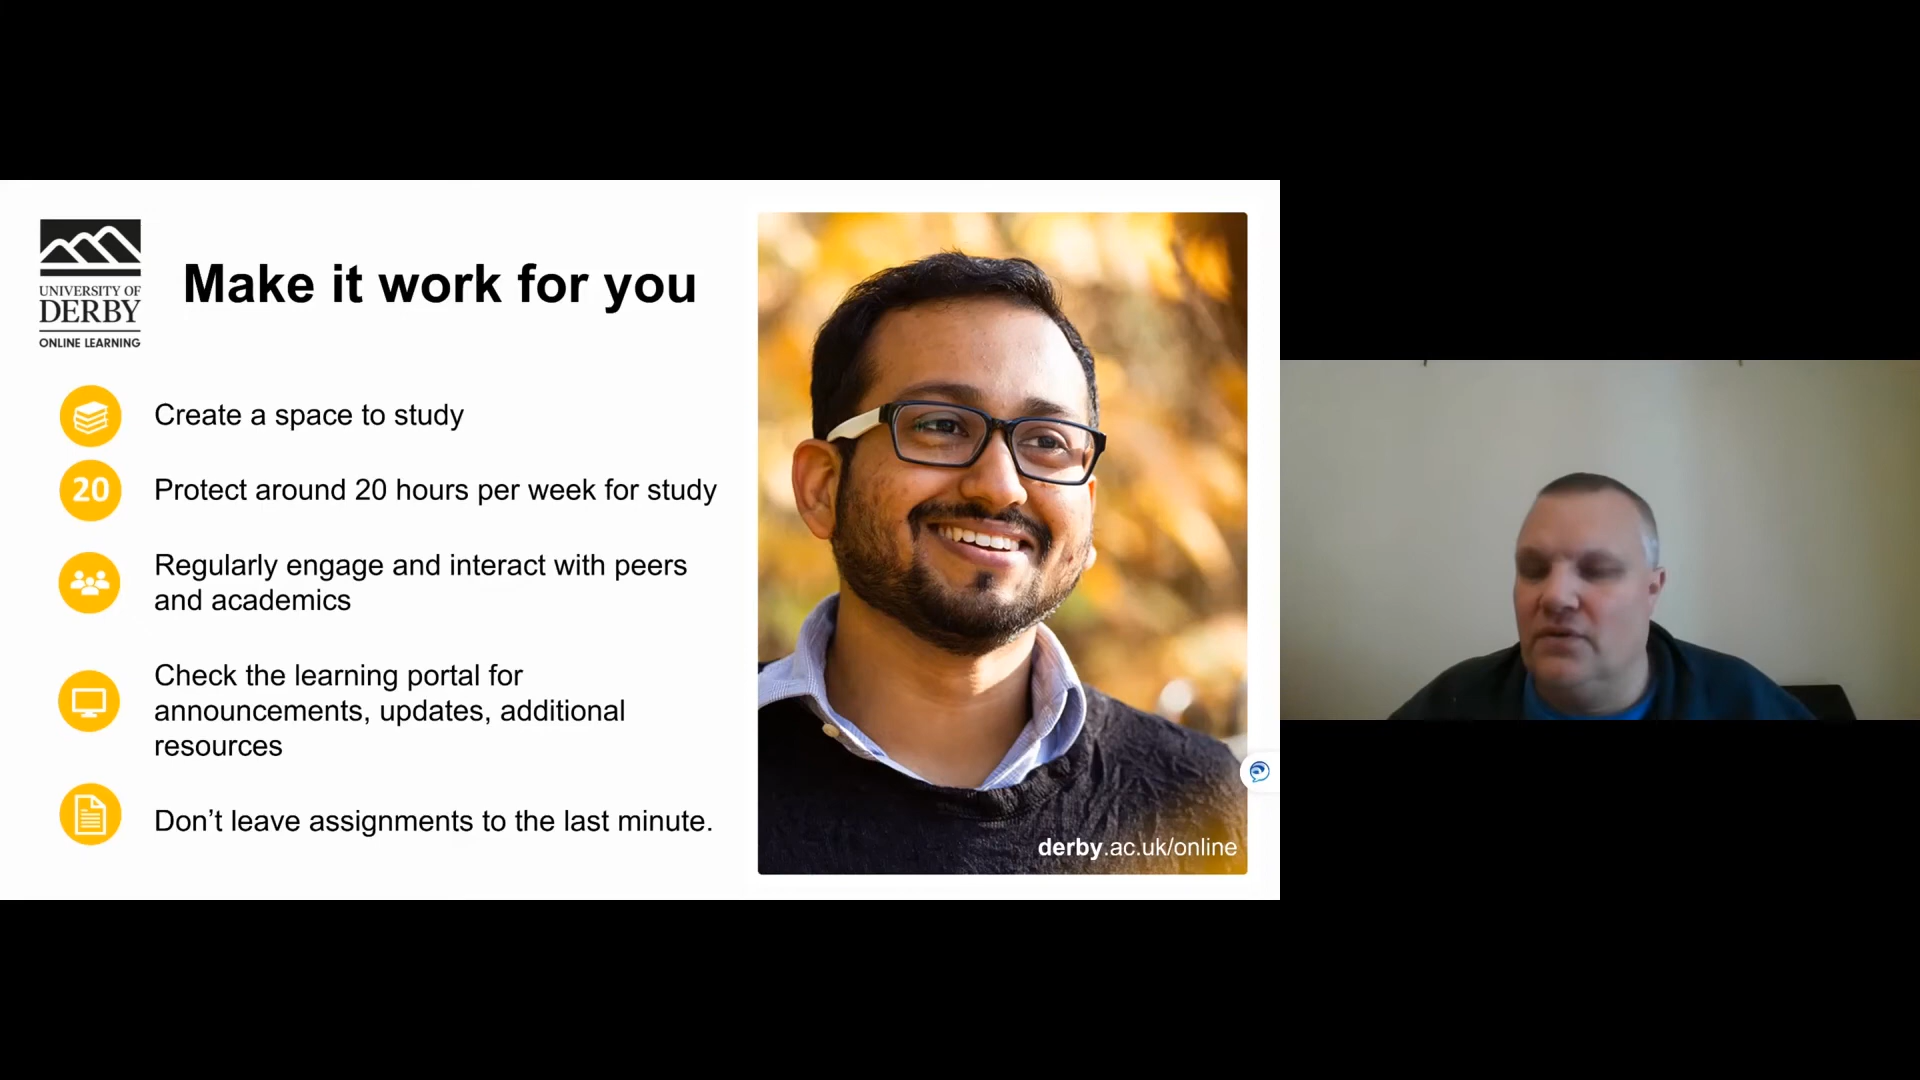 UNIVERSITY OF
DERBY
ONLINE LEARNING
Make it work for you
Create a space to study
20
Protect around 20 hours per week for study
Regularly engage and interact with peers
and academics
Check the learning portal for
announcements, updates, additional
resources
Don’t leave assignments to the last minute.
derby.ac.uk/online